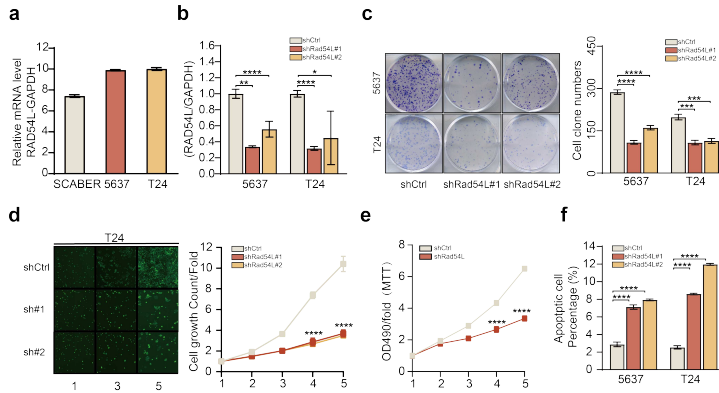 a
Relative mRNA level
RAD54L-GAPDH
12
10
8
6
4
2
0
SCABER 5637 T24
b
shCtrl
shRad54L#1
shRad54L#2
(RAD54L/GAPDH)
1.6
1.4
1.2
1.0
0.8
0.6
0.4
0.2
0
****
**
*
****
5637 T24
c
5637
T24
shCtrl shRad54L#1 shRad54L#2
shCtrl
shRad54L#1
shRad54L#2
Cell clone numbers
450
300
150
0
****
****
***
***
5637 T24
d
T24
shCtrl
sh#1
sh#2
1 3 5
shCtrl
shRad54L#1
shRad54L#2
Cell growth Count/Fold
12
10
8
6
4
2
0
**** ****
1 2 3 4 5
e
shCtrl
shRad54L
OD490/fold (MTT)
8
6
4
2
0
**** ****
1 2 3 4 5
f
shCtrl
shRad54L#1
shRad54L#2
Apoptptic cell
Percentage (%)
14
12
10
8
6
4
2
0
****
****
****
****
5637 T24